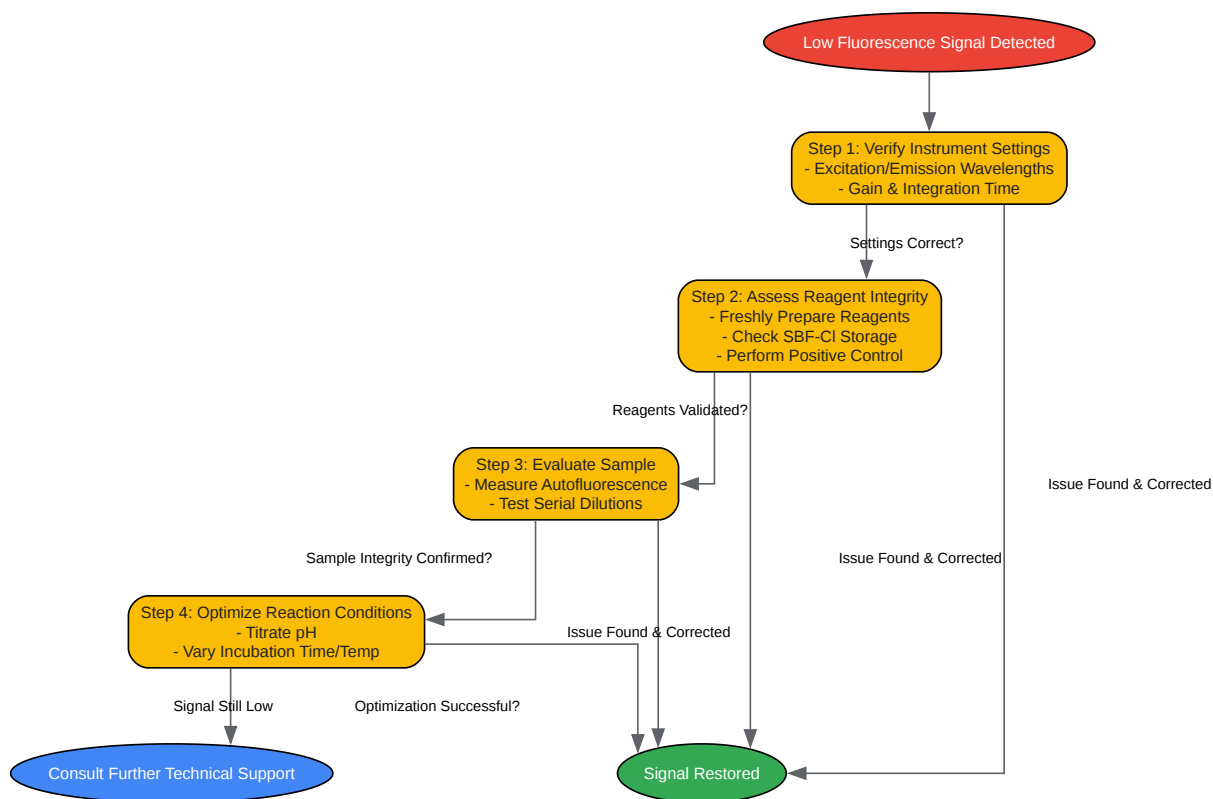 Low Fluorescence Signal Detected
Step 1: Verify Instrument Settings
- Excitation/Emission Wavelengths
- Gain & Integration Time
Settings Correct?
Step 2: Assess Reagent Integrity
- Freshly Prepare Reagents
- Check SBF-Cl Storage
- Perform Positive Control
Reagents Validated?
Step 3: Evaluate Sample
- Measure Autofluorescence
- Test Serial Dilutions
Issue Found & Corrected
Sample Integrity Confirmed?
Issue Found & Corrected
Step 4: Optimize Reaction Conditions
- Titrate pH
- Vary Incubation Time/Temp
Issue Found & Corrected
Signal Still Low
Optimization Successful?
Consult Further Technical Support
Signal Restored